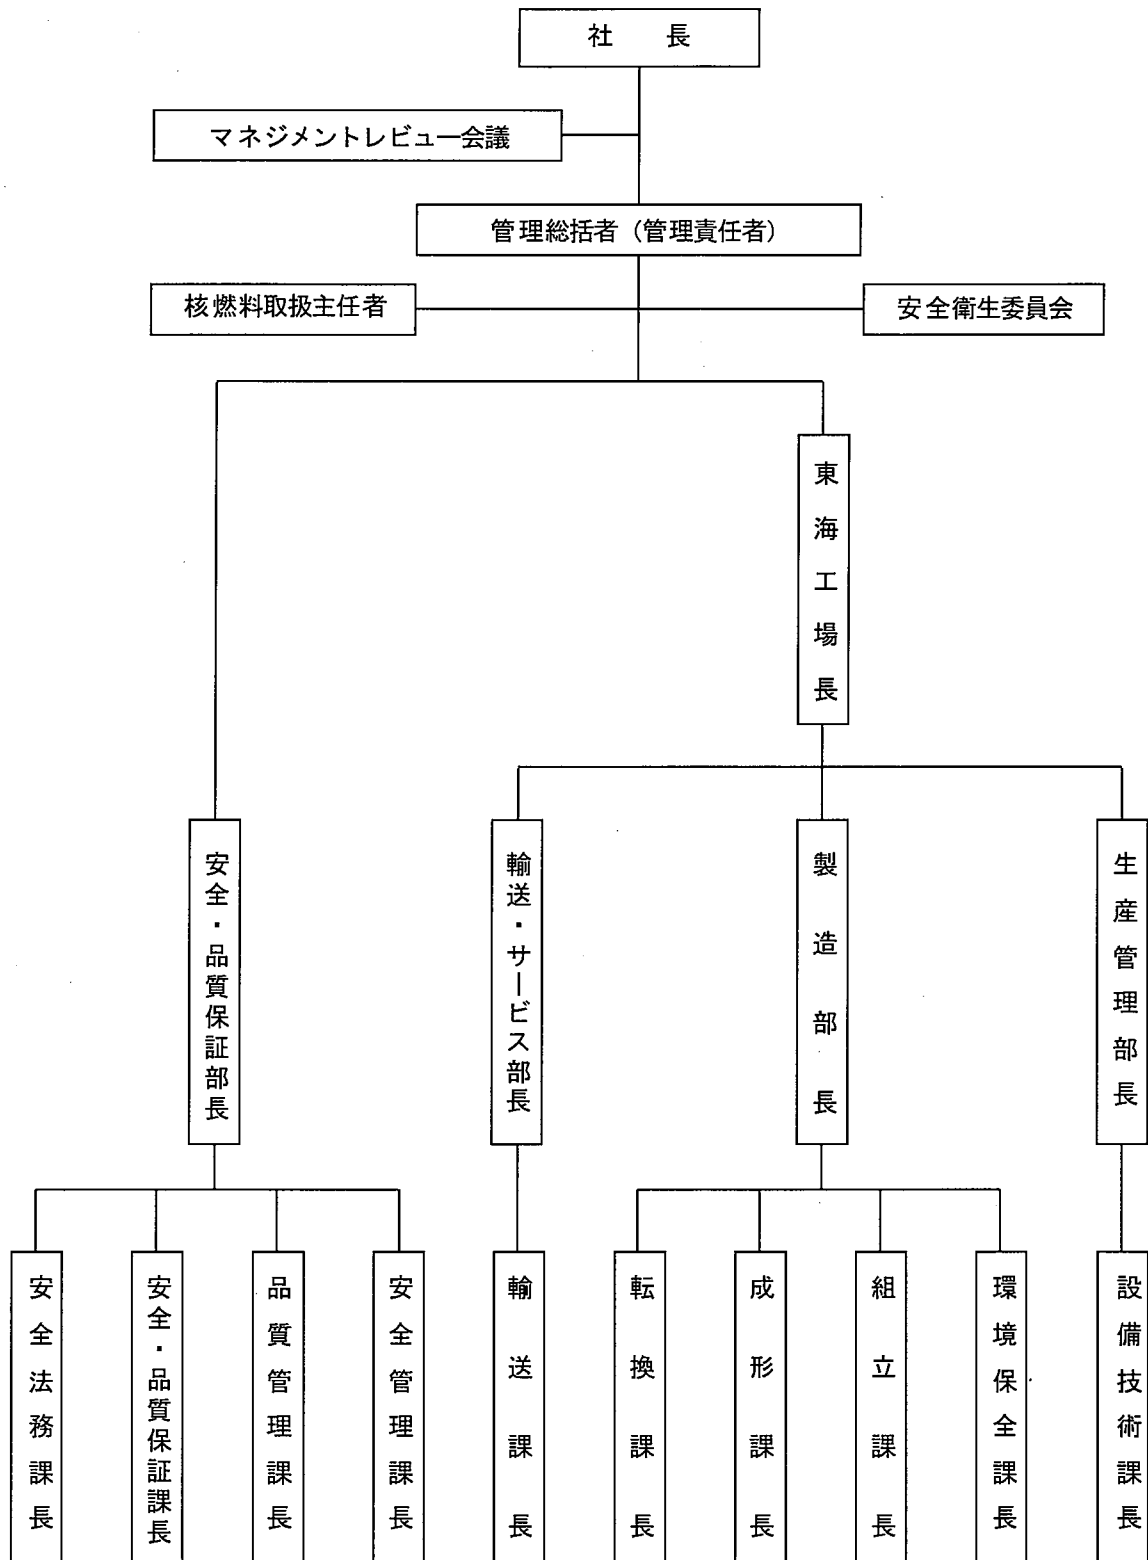 社　長
マネジメントレビュー会議
管理総括者（管理責任者）
核燃料取扱主任者
安全衛生委員会
東海工場長
安全・品質保証部長
輸送・サービス部長
製造部長
生産管理部長
安全法務課長
安全・品質保証課長
品質管理課長
安全管理課長
輸送課長
転換課長
成形課長
組立課長
環境保全課長
設備技術課長